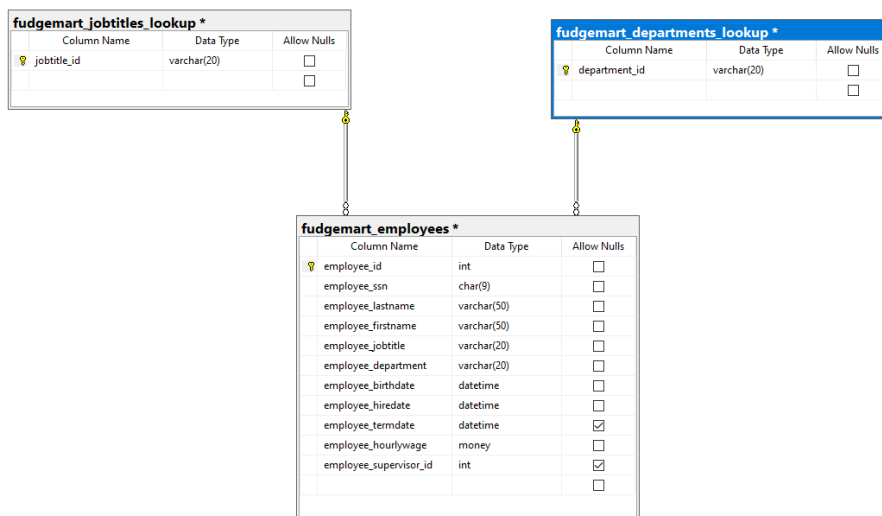 fudgemart_jobtitles_lookup *
Column Name Data Type Allow Nulls
jobtitle_id varchar(20)
fudgemart_departments_lookup *
Column Name Data Type Allow Nulls
department_id varchar(20)
fudgemart_employees *
Column Name Data Type Allow Nulls
employee_id int
employee_ssn char(9)
employee_lastname varchar(50)
employee_firstname varchar(50)
employee_jobtitle varchar(20)
employee_department varchar(20)
employee_birthdate datetime
employee_hiredate datetime
employee_termdate datetime
employee_hourlywage money
employee_supervisor_id int